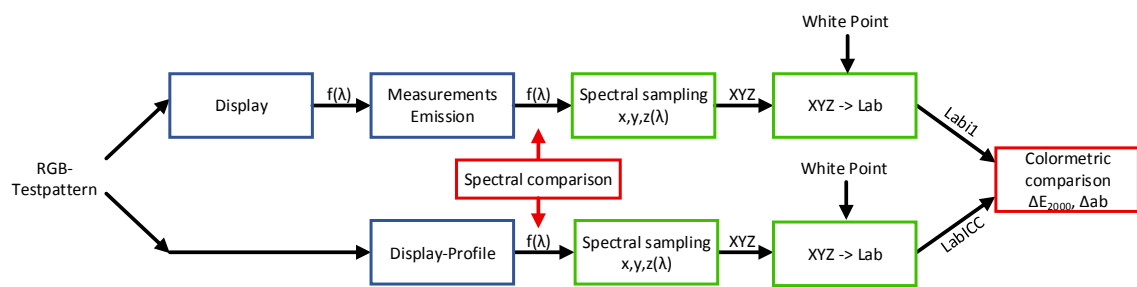 White Point
Display
f(λ)
Measurements
Emission
f(λ)
Spectral sampling
x,y,z(λ)
XYZ
XYZ -> Lab
Labi1
RGB-
Testpattern
Spectral comparison
White Point
Colormetric
comparison
ΔE2000, Δab
Display-Profile
f(λ)
Spectral sampling
x,y,z(λ)
XYZ
XYZ -> Lab
LabICC